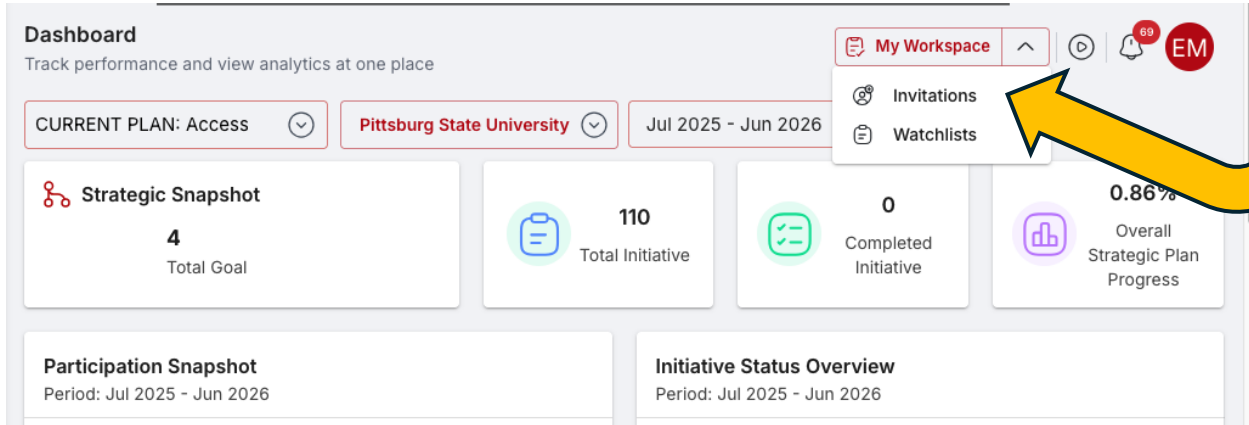 Dashboard
Track performance and view analytics at one place
My Workspace
69
EM
Invitations
Watchlists
CURRENT PLAN: Access
Pittsburg State University
Jul 2025 - Jun 2026
Strategic Snapshot
4
Total Goal
110
Total Initiative
0
Completed
Initiative
0.86%
Overall
Strategic Plan
Progress
Participation Snapshot
Period: Jul 2025 - Jun 2026
Initiative Status Overview
Period: Jul 2025 - Jun 2026